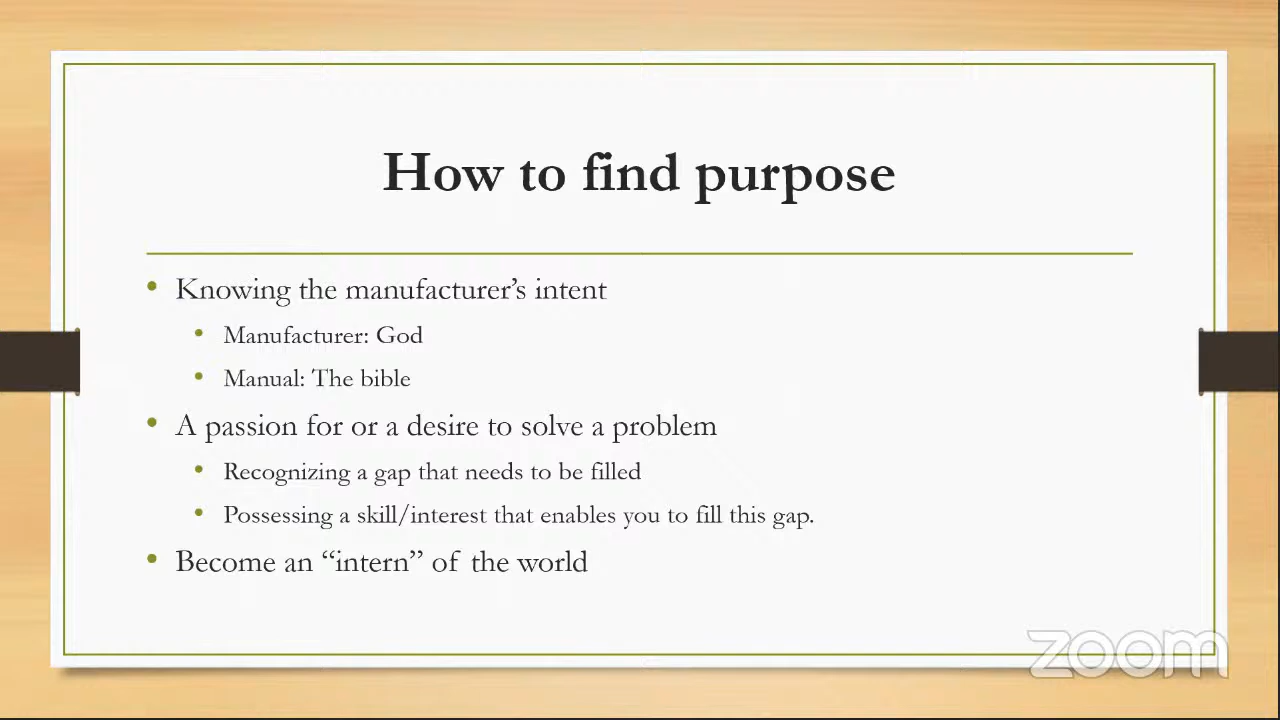 How to find purpose
• Knowing the manufacturer’s intent
• Manufacturer: God
• Manual: The bible
• A passion for or a desire to solve a problem
• Recognizing a gap that needs to be filled
• Possessing a skill/interest that enables you to fill this gap.
• Become an “intern” of the world
zoom